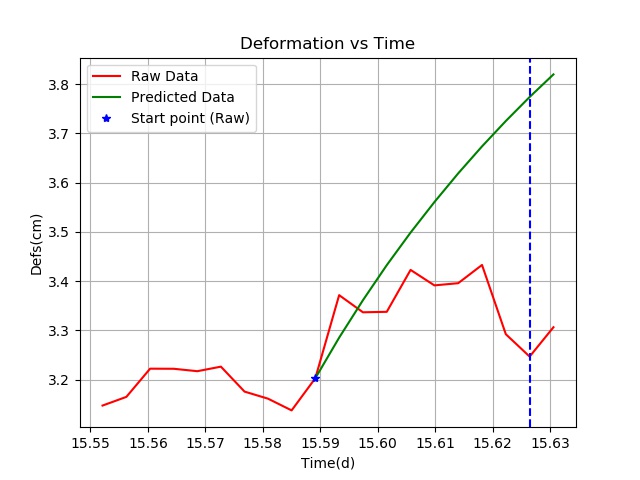 Deformation vs Time
Raw Data
Predicted Data
Start point (Raw)
Defs(cm)
3.8
3.7
3.6
3.5
3.4
3.3
3.2
15.55 15.56 15.57 15.58 15.59 15.60 15.61 15.62 15.63
Time(d)